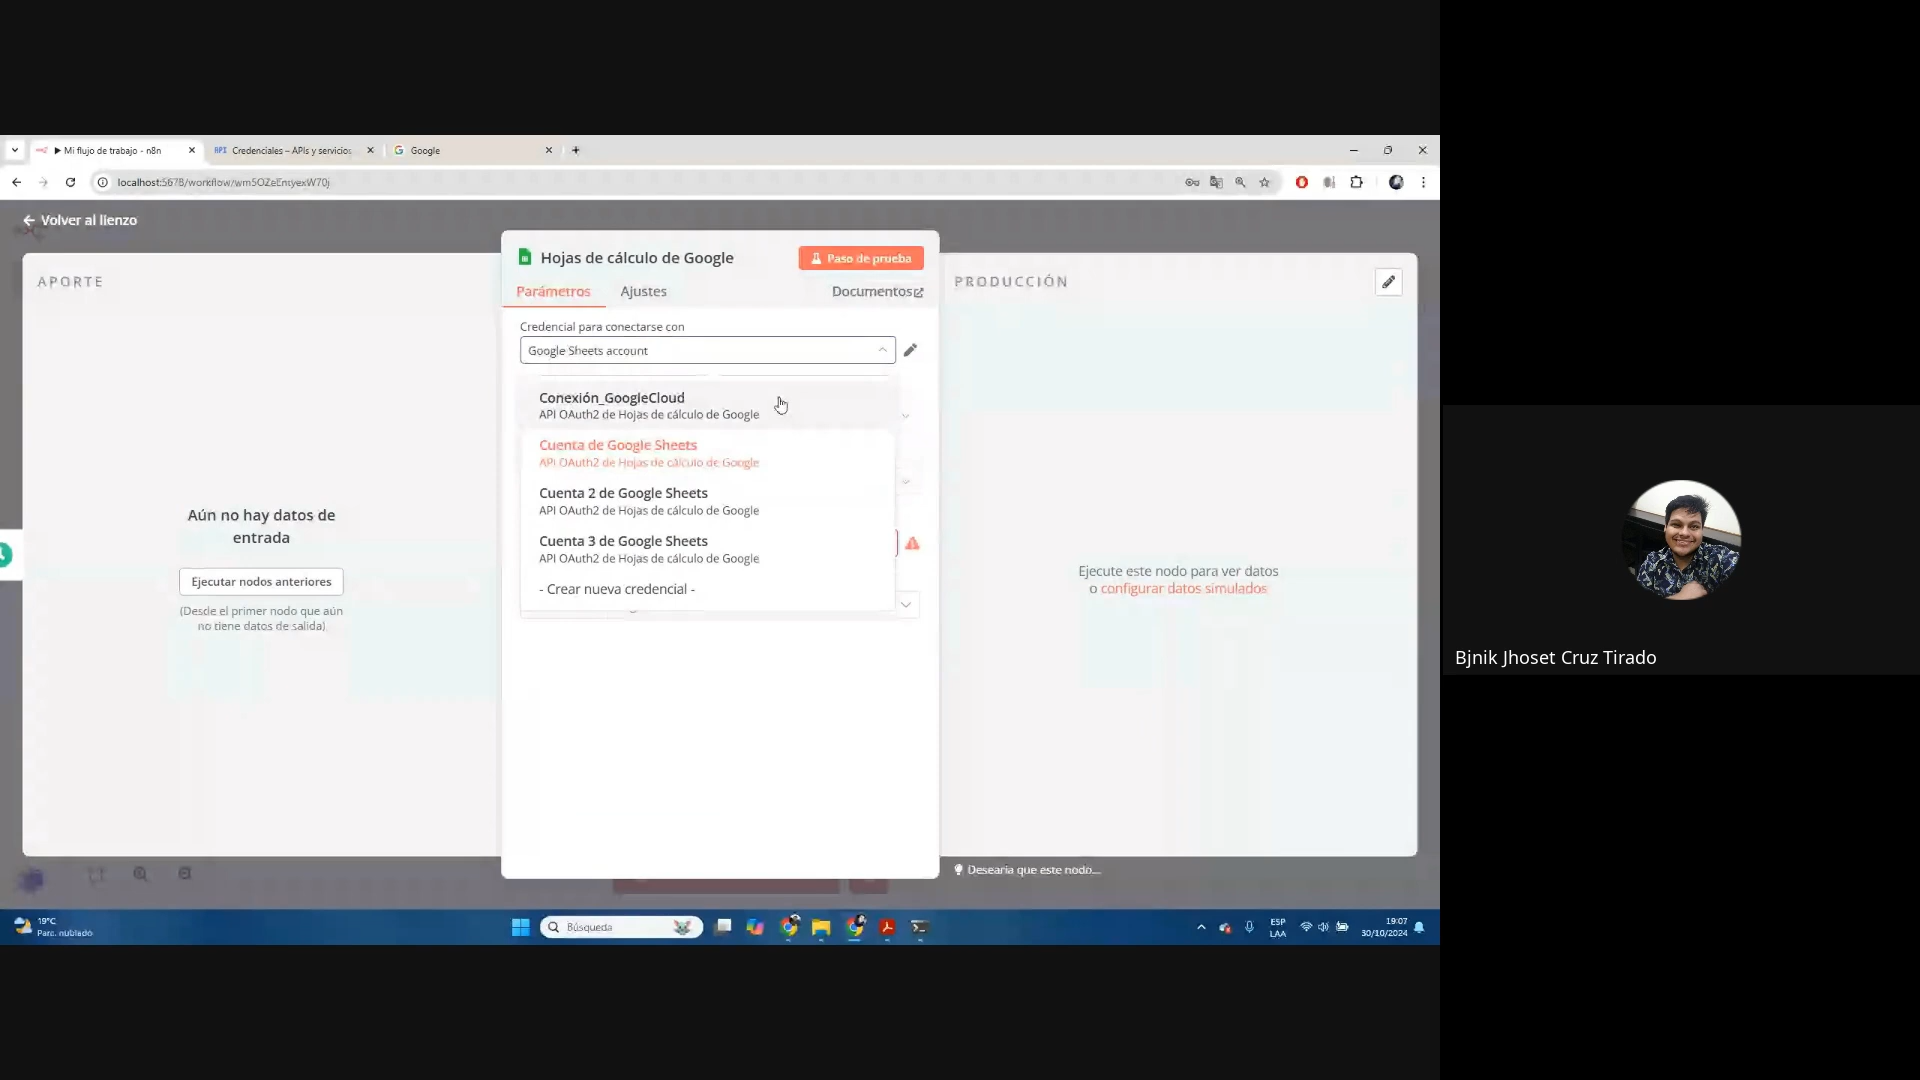 Mi flujo de trabajo - n8n
API Credenciales – APIs y servicios
Google
localhost:5678/workflow/wm5OZeEntyexW70j
Volver al lienzo
Hojas de cálculo de Google
Paso de prueba
APORTE
Parámetros
Ajustes
Documentos
PRODUCCIÓN
Credencial para conectarse con
Google Sheets account
Conexión_GoogleCloud
API OAuth2 de Hojas de cálculo de Google
Cuenta de Google Sheets
API OAuth2 de Hojas de cálculo de Google
Cuenta 2 de Google Sheets
API OAuth2 de Hojas de cálculo de Google
Cuenta 3 de Google Sheets
API OAuth2 de Hojas de cálculo de Google
- Crear nueva credencial -
Aún no hay datos de
entrada
Ejecutar nodos anteriores
(Desde el primer nodo que aún
no tiene datos de salida)
Ejecute este nodo para ver datos
o configurar datos simulados
Desearía que este nodo...
Bjnik Jhoset Cruz Tirado
19°C
Parc. nublado
Búsqueda
ESP
LAA
19:07
30/10/2024